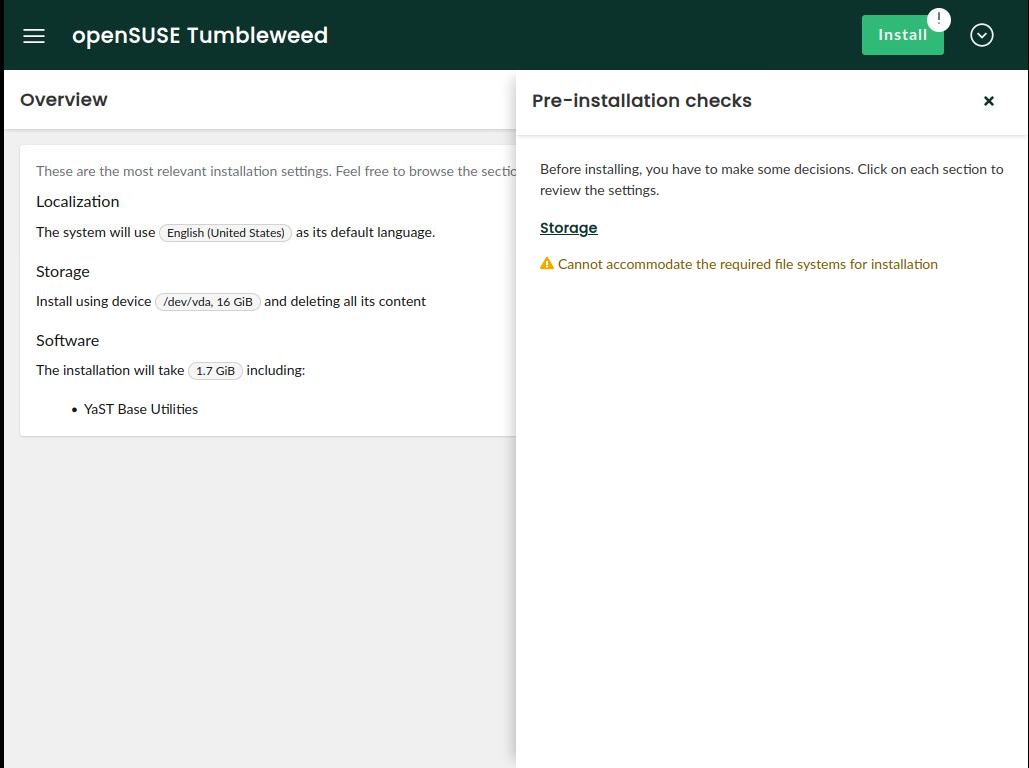 openSUSE Tumbleweed
Install
!
Overview
These are the most relevant installation settings. Feel free to browse the sectio
Localization
The system will use English (United States) as its default language.
Storage
Install using device /dev/vda, 16 GiB and deleting all its content
Software
The installation will take 1.7 GiB including:
• YaST Base Utilities
Pre-installation checks
Before installing, you have to make some decisions. Click on each section to
review the settings.
Storage
Cannot accommodate the required file systems for installation